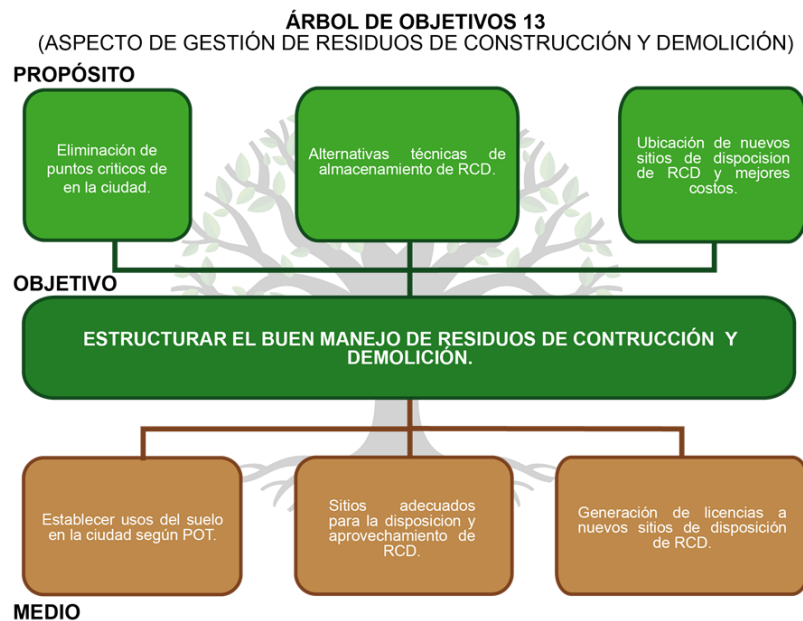 ÁRBOL DE OBJETIVOS 13
(ASPECTO DE GESTIÓN DE RESIDUOS DE CONSTRUCCIÓN Y DEMOLICIÓN)
PROPÓSITO
Eliminación de
puntos criticos de
en la ciudad.
Alternativas técnicas de
almacenamiento de RCD.
Ubicación de nuevos
sitios de dispocision
de RCD y mejores
costos.
OBJETIVO
ESTRUCTURAR EL BUEN MANEJO DE RESIDUOS DE CONTRUCCIÓN Y
DEMOLICIÓN.
Establecer usos del suelo
en la ciudad según POT.
Sitios adecuados
para la disposicion y
aprovechamiento de
RCD.
Generación de licencias a
nuevos sitios de disposición
de RCD.
MEDIO